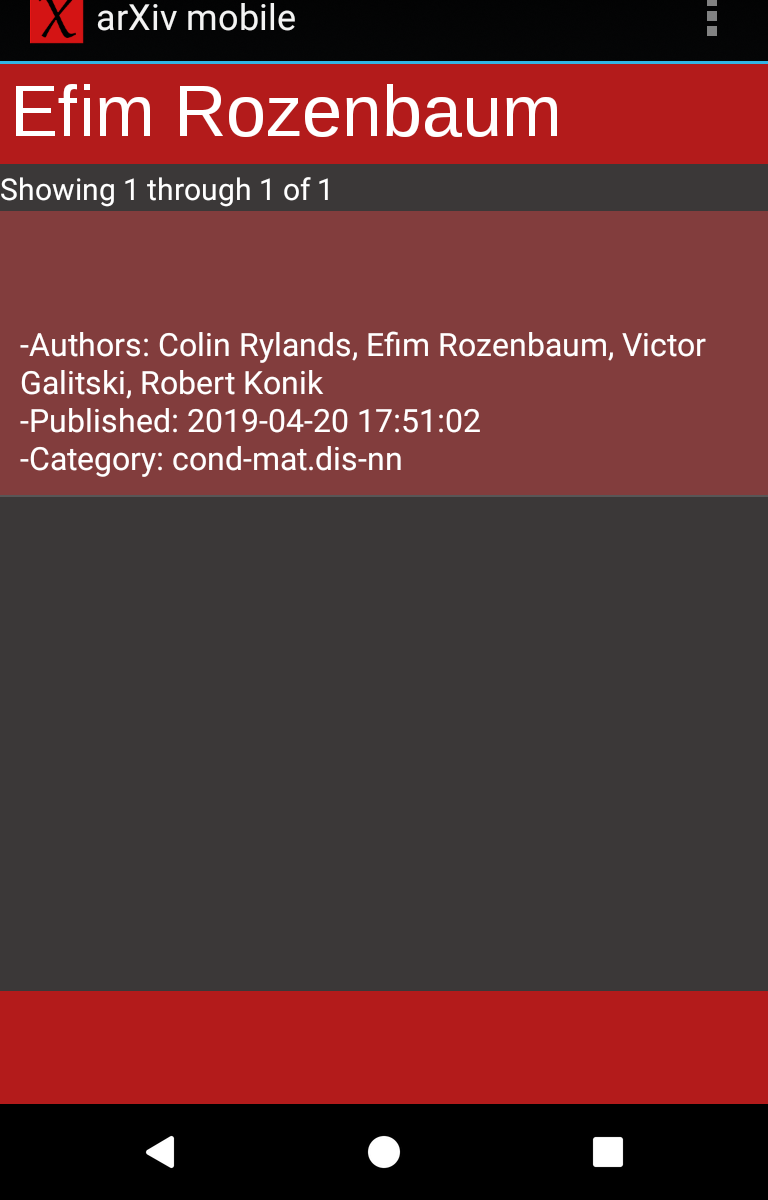 X arXiv mobile
Efim Rozenbaum
Showing 1 through 1 of 1
-Authors: Colin Rylands, Efim Rozenbaum, Victor
Galitski, Robert Konik
-Published: 2019-04-20 17:51:02
-Category: cond-mat.dis-nn